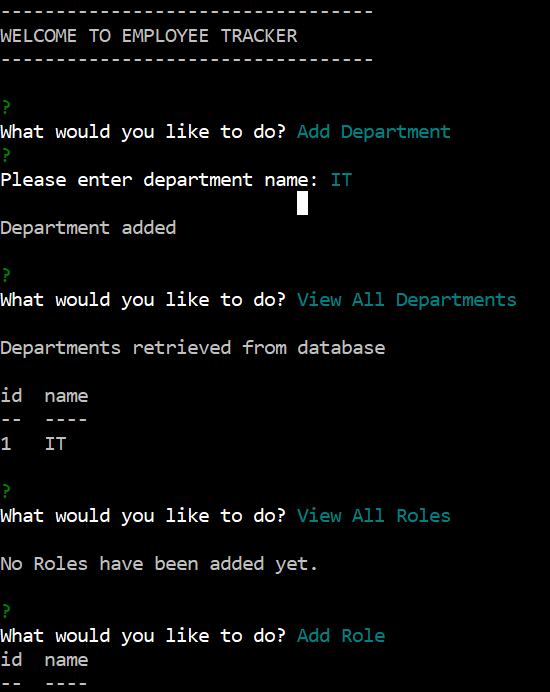 ----------------------------------
WELCOME TO EMPLOYEE TRACKER
----------------------------------
?
What would you like to do? Add Department
?
Please enter department name: IT
Department added
?
What would you like to do? View All Departments
Departments retrieved from database
id  name
--  ----
1   IT
?
What would you like to do? View All Roles
No Roles have been added yet.
?
What would you like to do? Add Role
id  name
--  ----